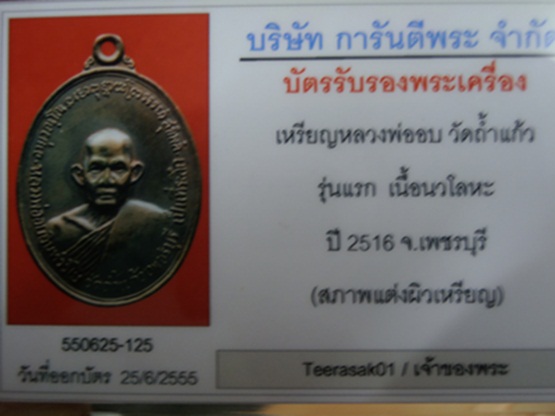 บริษัท การันตีพระ จำกัด
บัตรรับรองพระเครื่อง
เหรียญหลวงพ่ออบ วัดถ้ำแก้ว
รุ่นแรก เนื้อนวโลหะ
ปี 2516 จ.เพชรบุรี
(สภาพแต่งผิวเหรียญ)
550625-125
วันที่ออกบัตร 25/6/2555
Teerasak01 / เจ้าของพระ